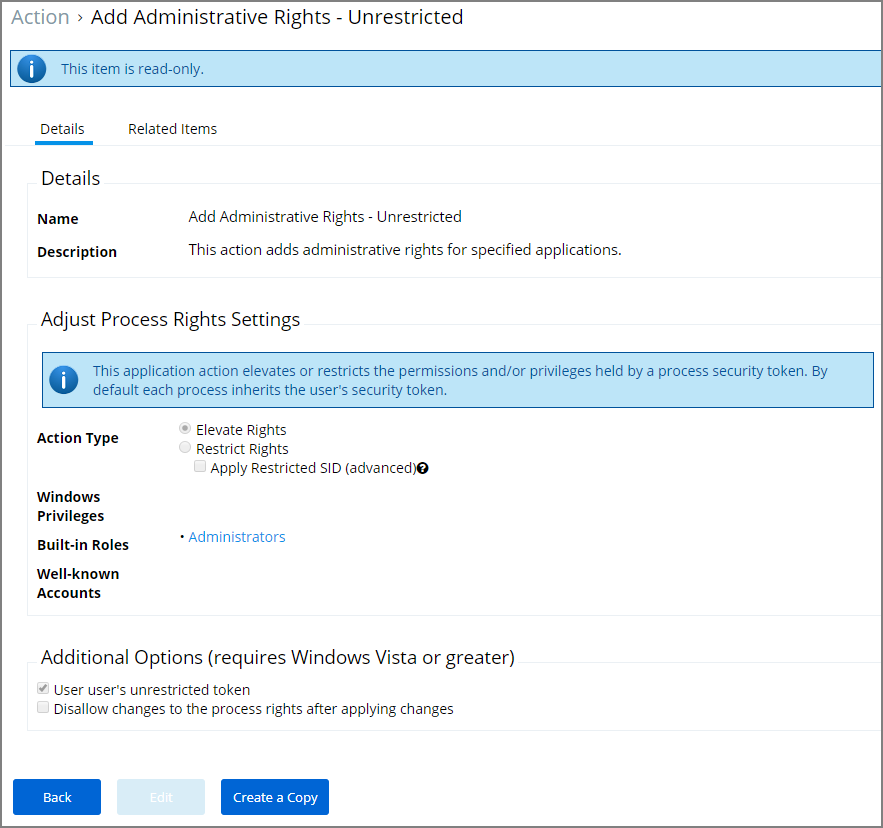 Action › Add Administrative Rights - Unrestricted
This item is read-only.
Details Related Items
Details
Name Add Administrative Rights - Unrestricted
Description This action adds administrative rights for specified applications.
Adjust Process Rights Settings
This application action elevates or restricts the permissions and/or privileges held by a process security token. By
default each process inherits the user's security token.
Action Type
Elevate Rights
Restrict Rights
Apply Restricted SID (advanced)
Windows
Privileges
Built-in Roles • Administrators
Well-known
Accounts
Additional Options (requires Windows Vista or greater)
User user's unrestricted token
Disallow changes to the process rights after applying changes
Back Edit Create a Copy